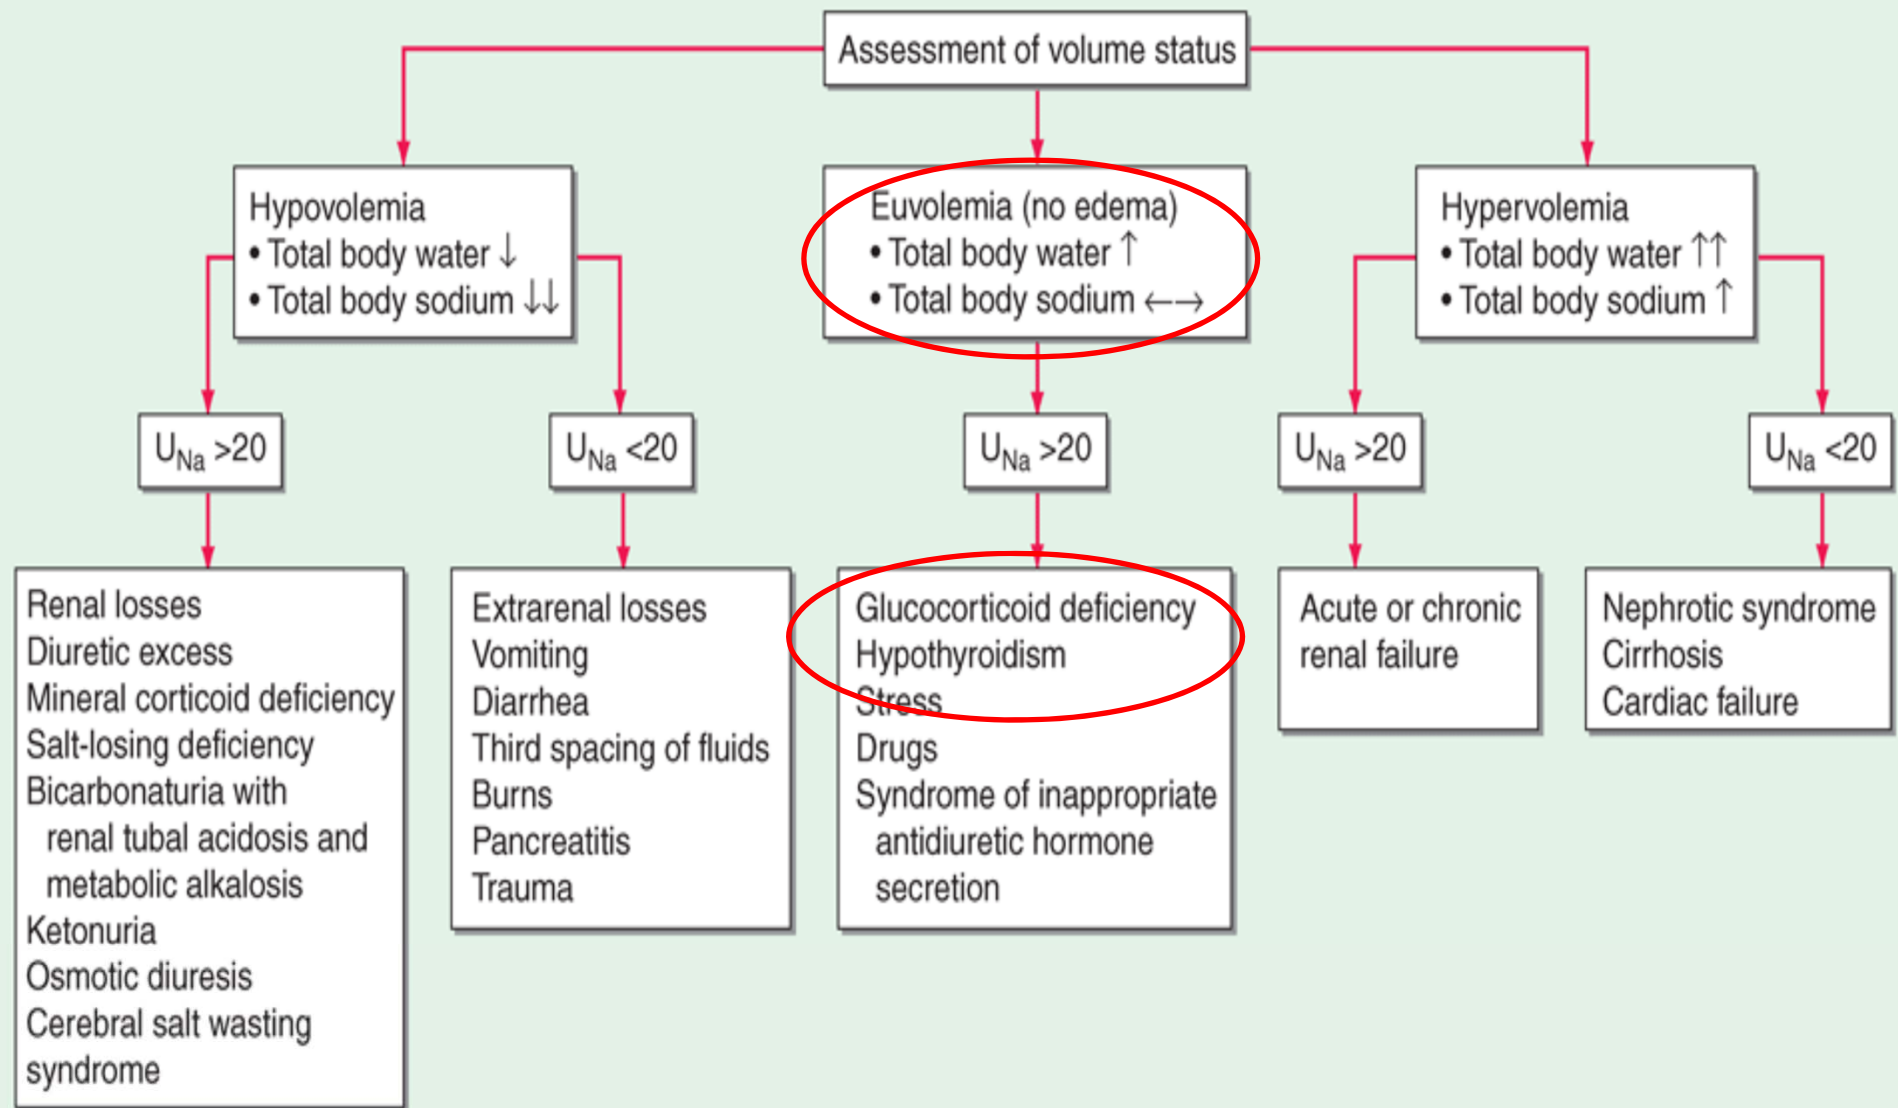 Assessment of volume status
Hypovolemia
• Total body water ↓
• Total body sodium ↓↓
Euvolemia (no edema)
• Total body water ↑
• Total body sodium ←→
Hypervolemia
• Total body water ↑↑
• Total body sodium ↑
UNa >20
UNa <20
UNa >20
UNa >20
UNa <20
Renal losses
Diuretic excess
Mineral corticoid deficiency
Salt-losing deficiency
Bicarbonaturia with
renal tubal acidosis and
metabolic alkalosis
Ketonuria
Osmotic diuresis
Cerebral salt wasting
syndrome
Extrarenal losses
Vomiting
Diarrhea
Third spacing of fluids
Burns
Pancreatitis
Trauma
Glucocorticoid deficiency
Hypothyroidism
Stress
Drugs
Syndrome of inappropriate
antidiuretic hormone
secretion
Acute or chronic
renal failure
Nephrotic syndrome
Cirrhosis
Cardiac failure